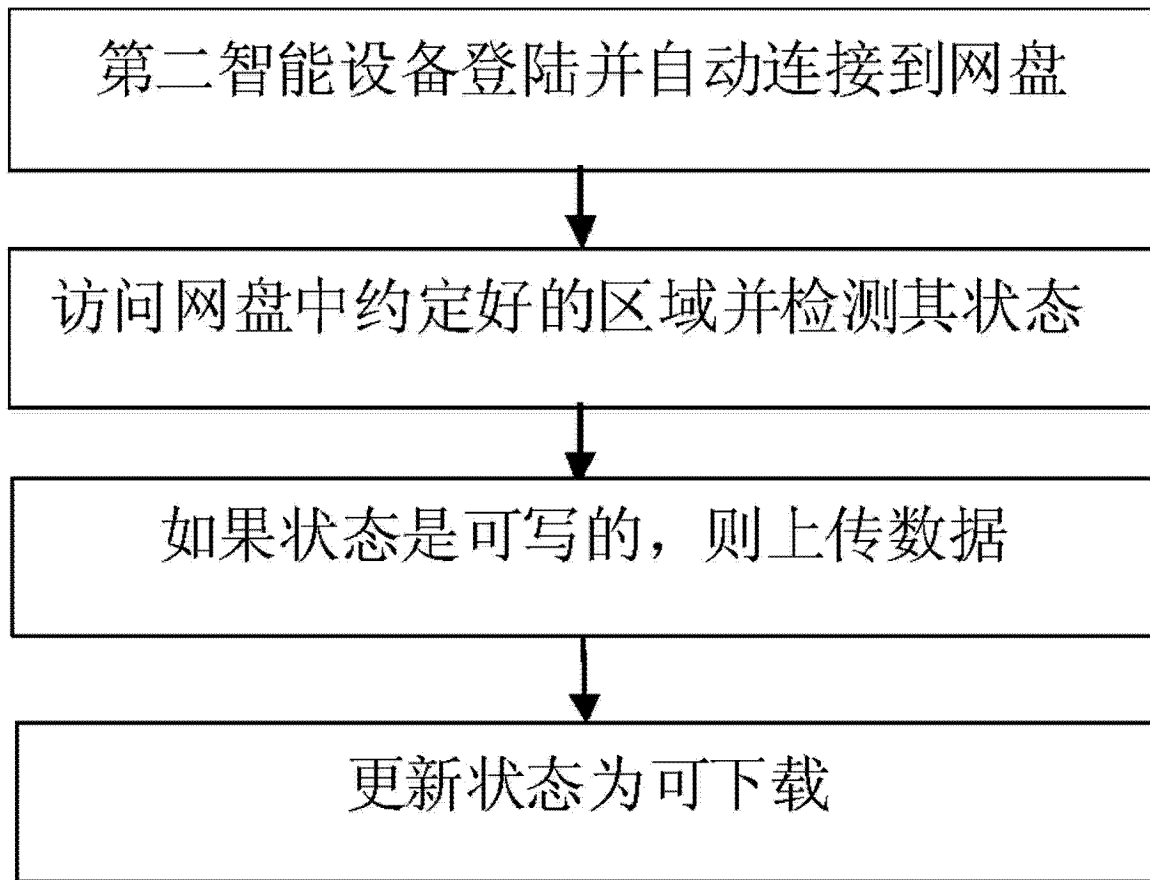 第二智能设备登陆并自动连接到网盘
访问网盘中约定好的区域并检测其状态
如果状态是可写的，则上传数据
更新状态为可下载